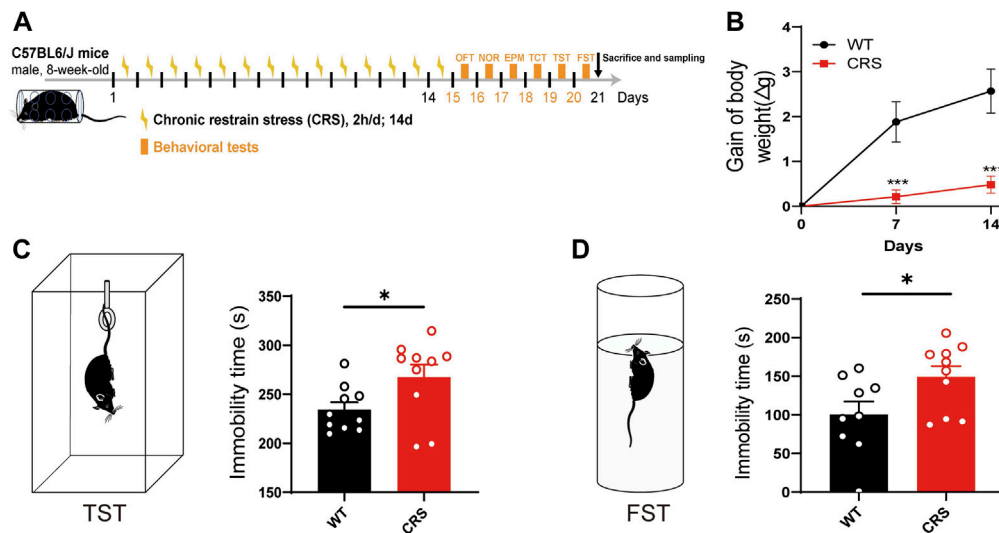 A
C57BL6/J mice
male, 8-week-old
OFT NOR EPM TCT TST FST
Sacrifice and sampling
1 14 15 16 17 18 19 20 21 Days
Chronic restrain stress (CRS), 2h/d; 14d
Behavioral tests
B
WT
CRS
Gain of body
weight(Δg)
3
2
1
0
***
***
0 7 14
Days
C
TST
Immobility time (s)
350
300
250
200
150
*
WT
CRS
D
FST
Immobility time (s)
250
200
150
100
50
0
*
WT
CRS